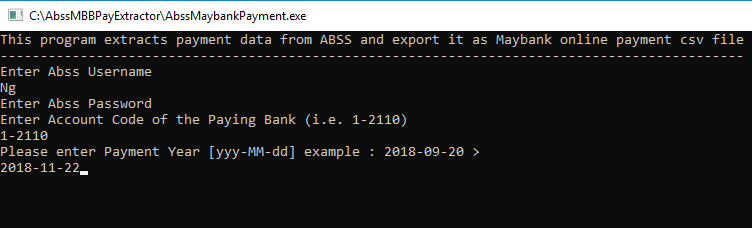 C:\AbssMBBPayExtractor\AbssMaybankPayment.exe
This program extracts payment data from ABSS and export it as Maybank online payment csv file
---------------------------------------------------------------------------------------------
Enter Abss Username
Ng
Enter Abss Password
Enter Account Code of the Paying Bank (i.e. 1-2110)
1-2110
Please enter Payment Year [yyy-MM-dd] example : 2018-09-20 >
2018-11-22